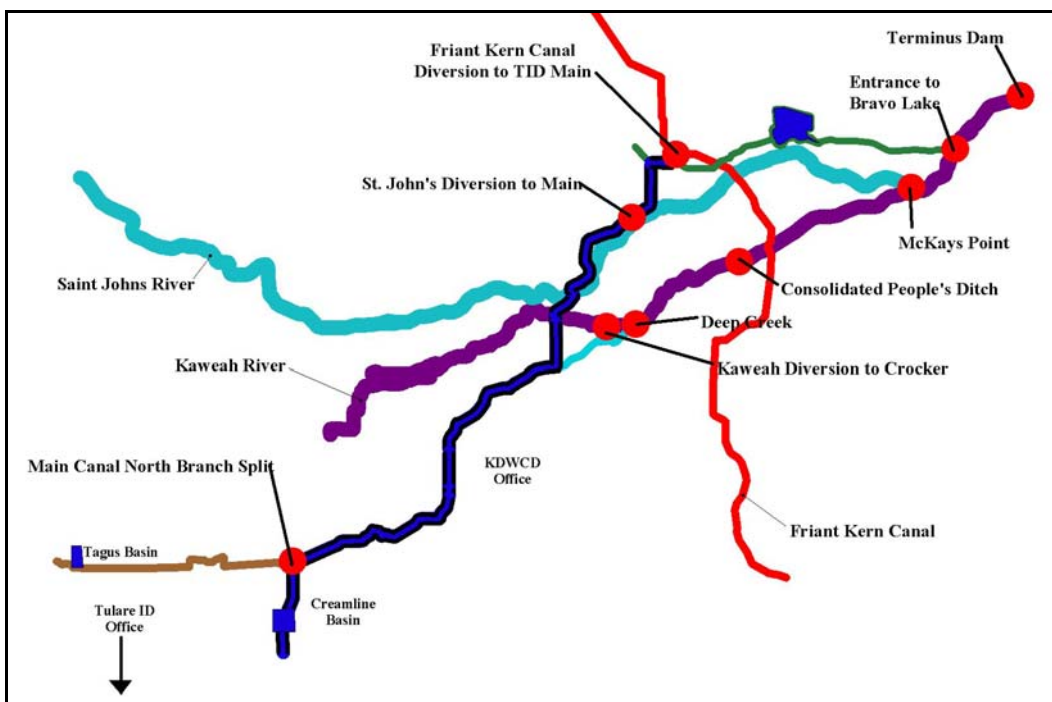 Terminus Dam
Friant Kern Canal
Diversion to TID Main
Entrance to
Bravo Lake
St. John's Diversion to Main
McKays Point
Saint Johns River
Consolidated People's Ditch
Deep Creek
Kaweah River
Kaweah Diversion to Crocker
Main Canal North Branch Split
KDWCD
Office
Friant Kern Canal
Tagus Basin
Tulare ID
Office
Creamline
Basin